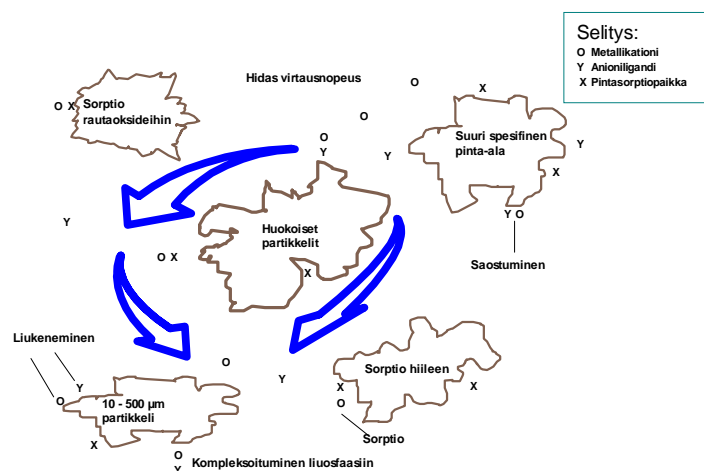 Selitys:
O Metallikationi
Y Anioniligandi
X Pintasorptiopaikka
Hidas virtausnopeus
O
X
O X
Sorptio
rautaoksideihin
O
O
Y
Y
Suuri spesifinen
pinta-ala
Y
X
Y O
Saostuminen
Y
Huokoiset
partikkelit
O X
X
Liukeneminen
O
Y
O
Y
10 - 500 µm
partikkeli
X
Sorptio hiileen
X
X
O
Sorptio
O
Y
Kompleksoituminen liuosfaasiin